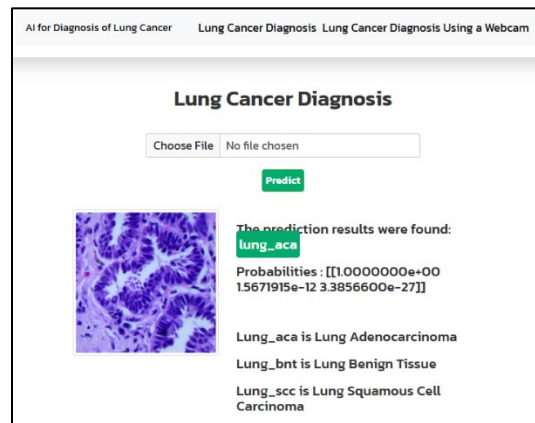 AI for Diagnosis of Lung Cancer Lung Cancer Diagnosis Lung Cancer Diagnosis Using a Webcam
Lung Cancer Diagnosis
Choose File No file chosen
Predict
The prediction results were found:
lung_aca
Probabilities : [[1.0000000e+00
1.5671915e-12 3.3856600e-27]]
Lung_aca is Lung Adenocarcinoma
Lung_bnt is Lung Benign Tissue
Lung_scc is Lung Squamous Cell
Carcinoma